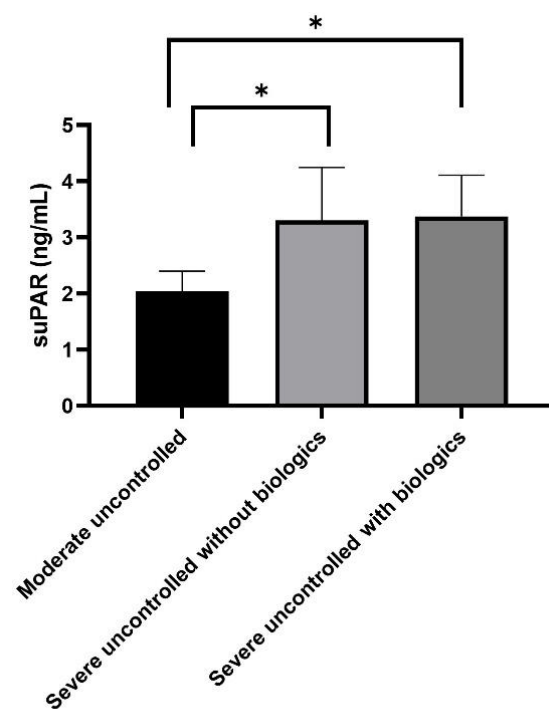 *
*
5
4
3
2
1
0
suPAR (ng/mL)
Moderate uncontrolled
Severe uncontrolled without biologics
Severe uncontrolled with biologics